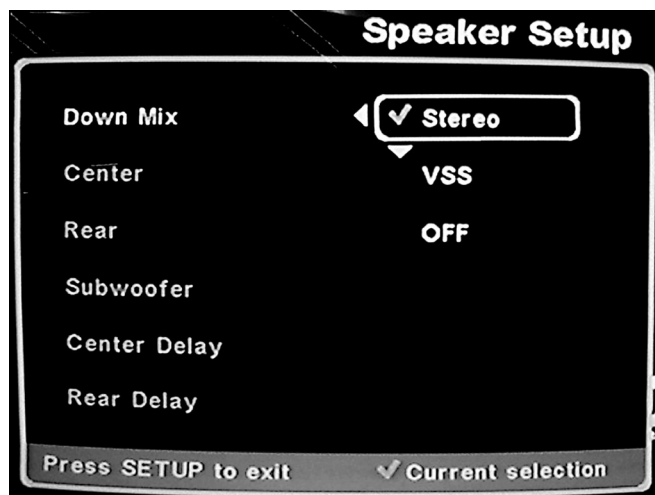 Speaker Setup
Down Mix ✓ Stereo
Center VSS
Rear OFF
Subwoofer
Center Delay
Rear Delay
Press SETUP to exit ✓ Current selection